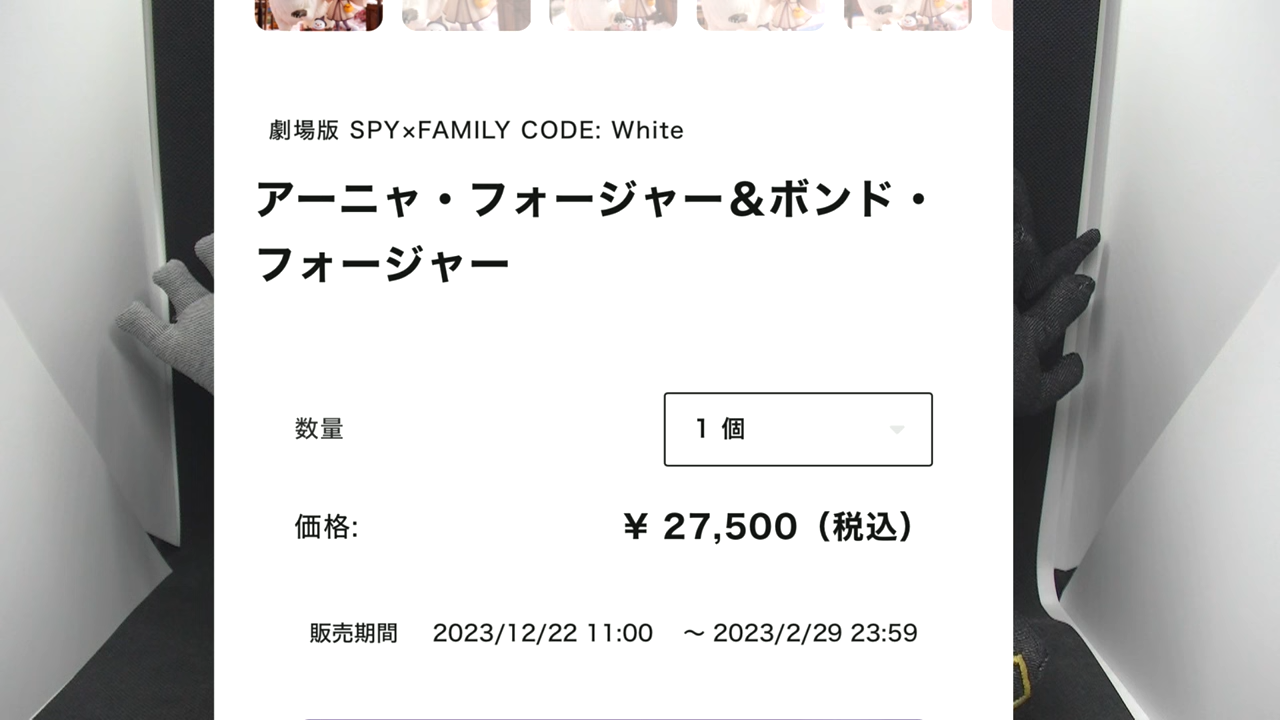 劇場版 SPY×FAMILY CODE: White
アーニャ・フォージャー＆ボンド・
フォージャー
数量
1 個
価格:
¥ 27,500（税込）
販売期間 2023/12/22 11:00 〜 2023/2/29 23:59